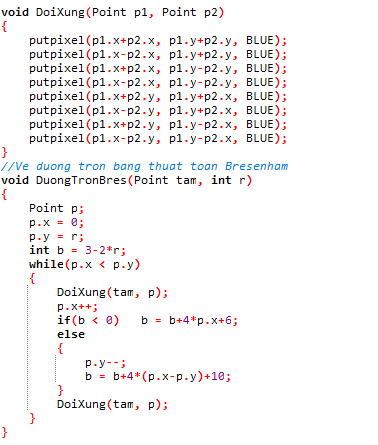 void DoiXung(Point p1, Point p2)
{
    putpixel(p1.x+p2.x, p1.y+p2.y, BLUE);
    putpixel(p1.x-p2.x, p1.y-p2.y, BLUE);
    putpixel(p1.x+p2.x, p1.y-p2.y, BLUE);
    putpixel(p1.x-p2.x, p1.y+p2.y, BLUE);
    putpixel(p1.x+p2.y, p1.y+p2.x, BLUE);
    putpixel(p1.x-p2.y, p1.y-p2.x, BLUE);
    putpixel(p1.x+p2.y, p1.y-p2.x, BLUE);
    putpixel(p1.x-p2.y, p1.y+p2.x, BLUE);
}
//Ve duong tron bang thuat toan Bresenham
void DuongTronBres(Point tam, int r)
{
    Point p;
    p.x = 0;
    p.y = r;
    int b = 3-2*r;
    while(p.x < p.y)
    {
        DoiXung(tam, p);
        p.x++;
        if(b < 0)   b = b+4*p.x+6;
        else
        {
            p.y--;
            b = b+4*(p.x-p.y)+10;
        }
        DoiXung(tam, p);
    }
}